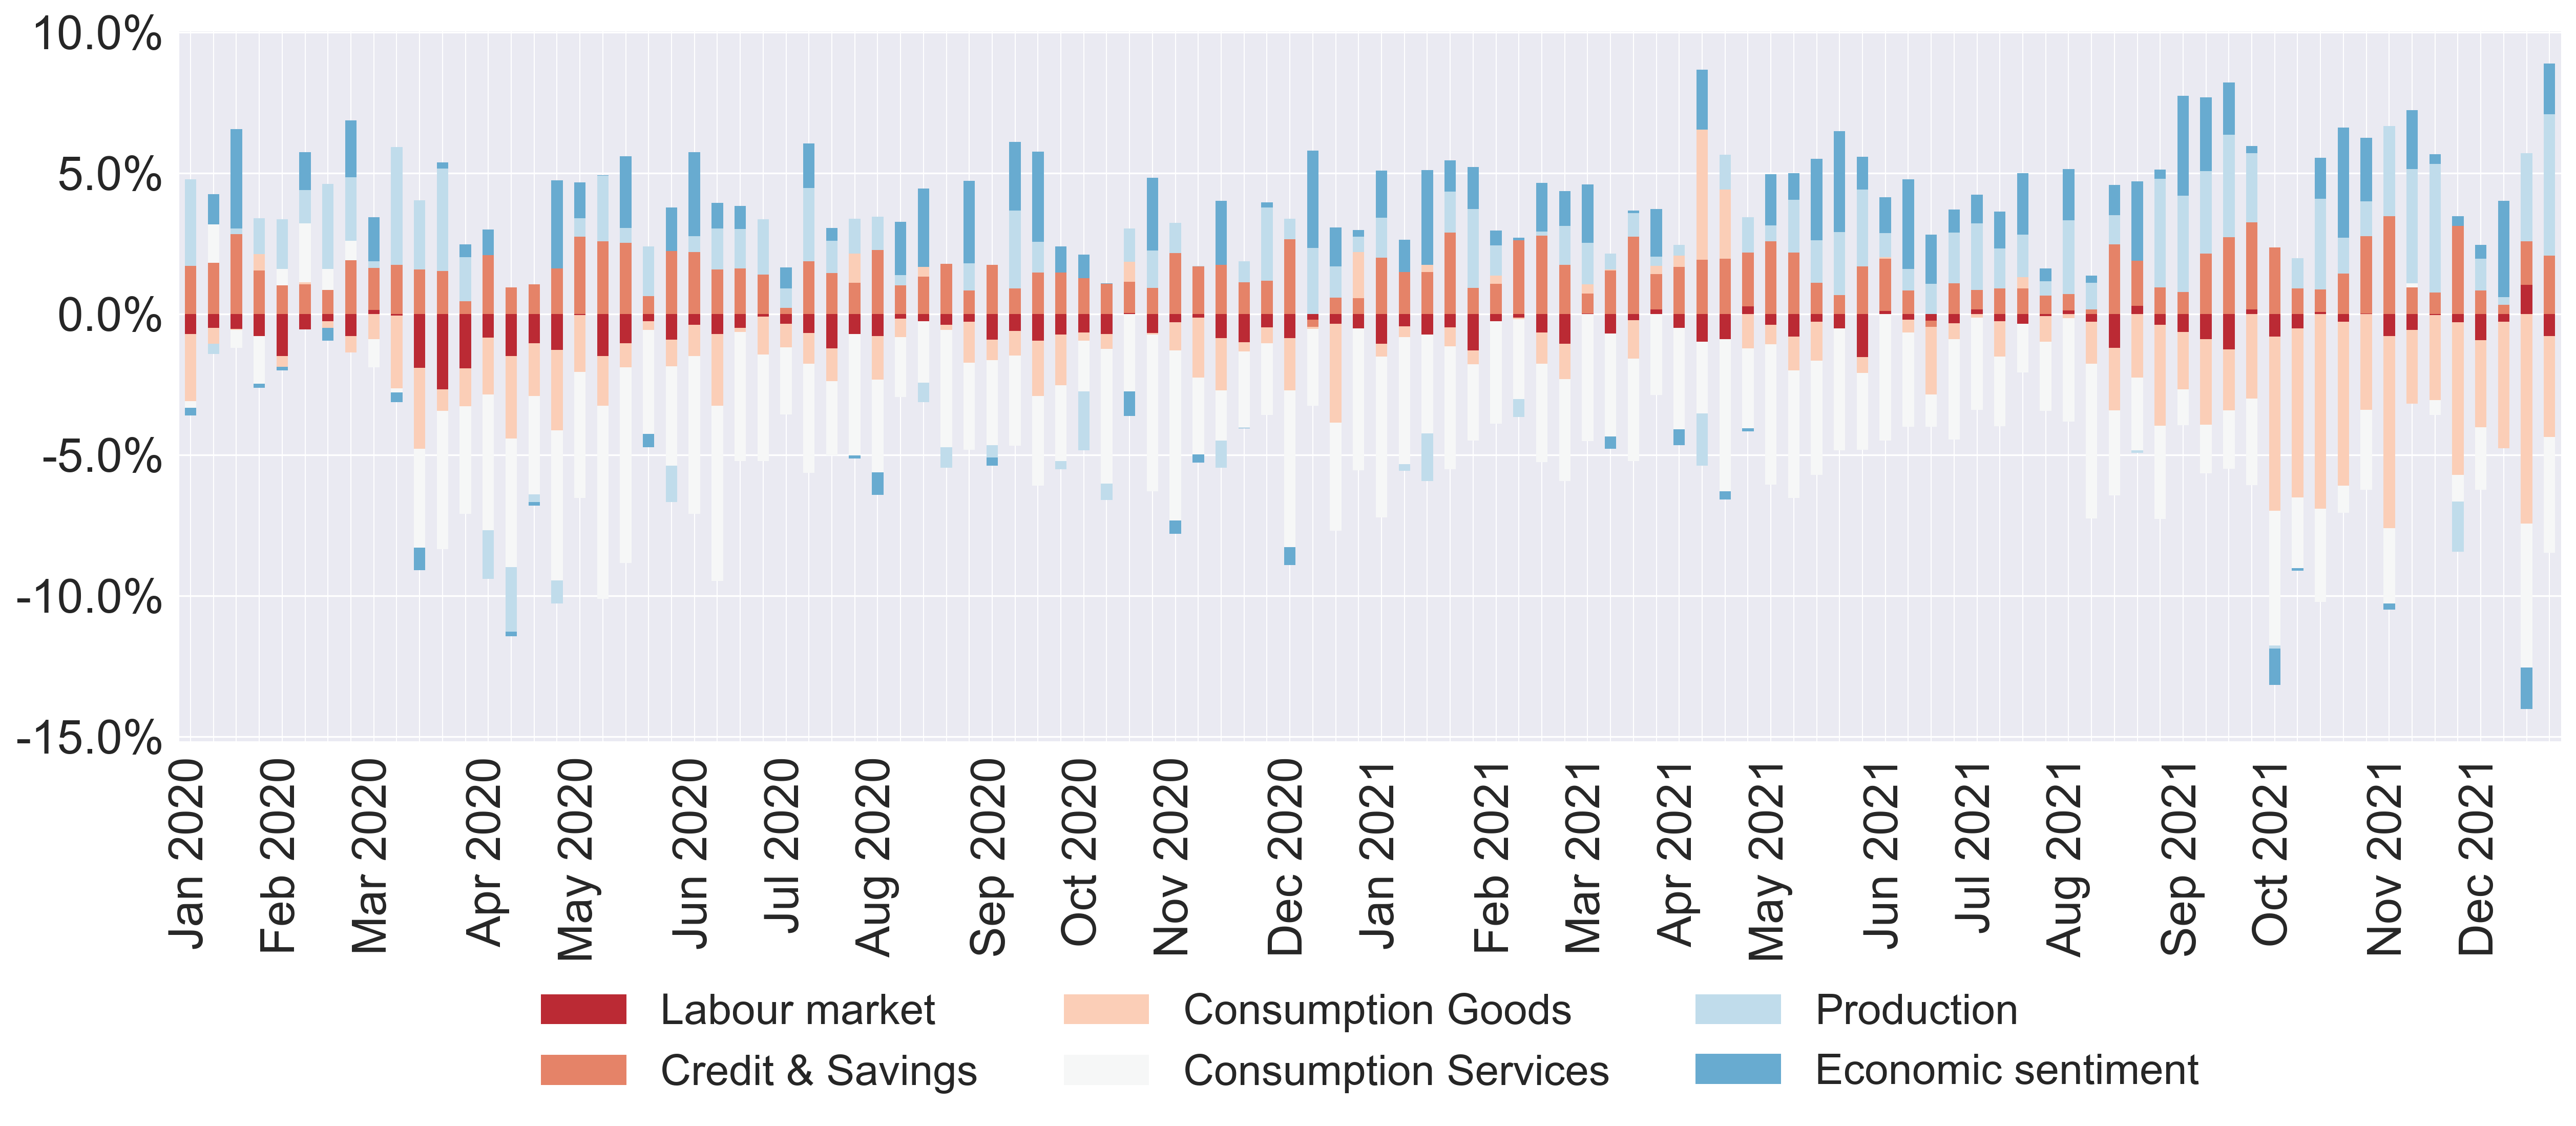 10.0%
5.0%
0.0%
-5.0%
-10.0%
-15.0%
Jan 2020
Feb 2020
Mar 2020
Apr 2020
May 2020
Jun 2020
Jul 2020
Aug 2020
Sep 2020
Oct 2020
Nov 2020
Dec 2020
Jan 2021
Feb 2021
Mar 2021
Apr 2021
May 2021
Jun 2021
Jul 2021
Aug 2021
Sep 2021
Oct 2021
Nov 2021
Dec 2021
Labour market
Credit & Savings
Consumption Goods
Consumption Services
Production
Economic sentiment